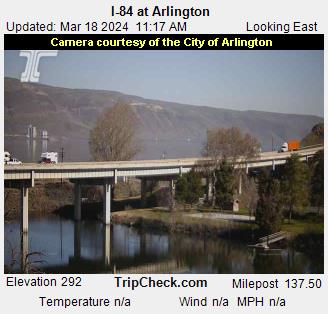 I-84 at Arlington
Updated: Mar 18 2024 11:17 AM Looking East
Camera courtesy of the City of Arlington
Elevation 292 TripCheck.com Milepost 137.50
Temperature n/a Wind n/a MPH n/a